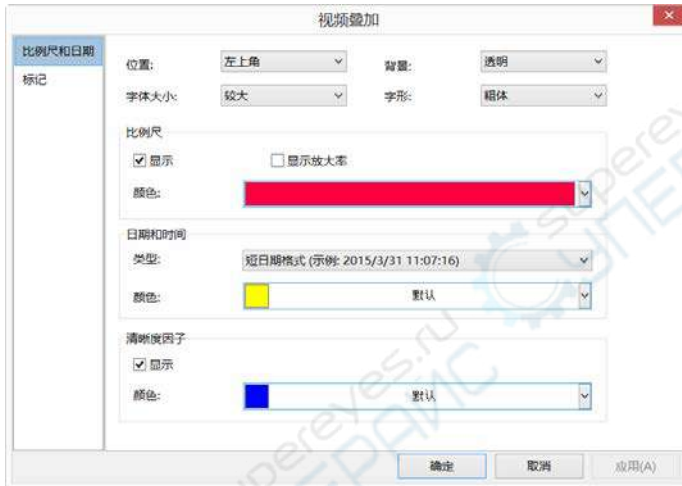 视频叠加
比例尺和日期
标记
位置: 左上角 背景: 透明
字体大小: 较大 字形: 粗体
比例尺
显示 显示放大率
颜色:
日期和时间
类型: 短日期格式 (示例: 2015/3/31 11:07:16)
颜色: 默认
清晰度因子
显示
颜色: 默认
确定 取消 应用(A)
supereyes.ru
СУПЕРАЙС